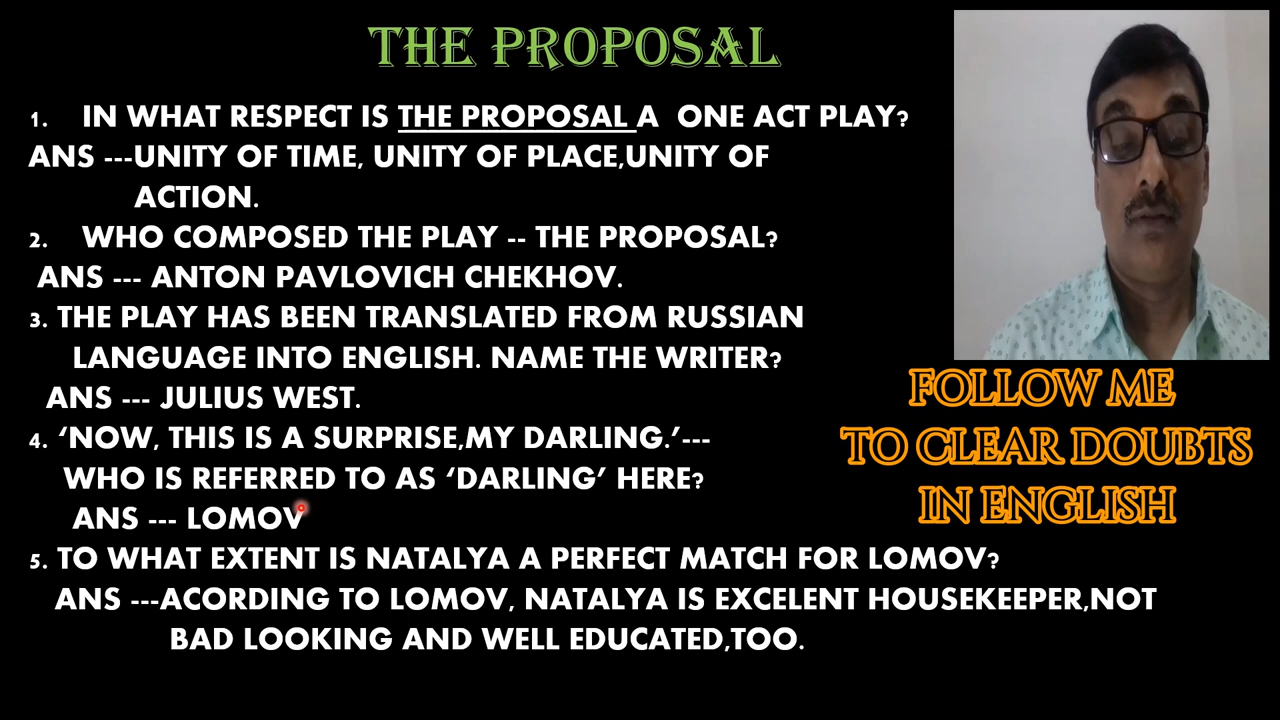 THE PROPOSAL
1. IN WHAT RESPECT IS THE PROPOSAL A ONE ACT PLAY?
ANS ---UNITY OF TIME, UNITY OF PLACE,UNITY OF
ACTION.
2. WHO COMPOSED THE PLAY -- THE PROPOSAL?
ANS --- ANTON PAVLOVICH CHEKHOV.
3. THE PLAY HAS BEEN TRANSLATED FROM RUSSIAN
LANGUAGE INTO ENGLISH. NAME THE WRITER?
ANS --- JULIUS WEST.
4. ‘NOW, THIS IS A SURPRISE,MY DARLING.’---
WHO IS REFERRED TO AS ‘DARLING’ HERE?
ANS --- LOMOV
5. TO WHAT EXTENT IS NATALYA A PERFECT MATCH FOR LOMOV?
ANS ---ACORDING TO LOMOV, NATALYA IS EXCELENT HOUSEKEEPER,NOT
BAD LOOKING AND WELL EDUCATED,TOO.
FOLLOW ME
TO CLEAR DOUBTS
IN ENGLISH